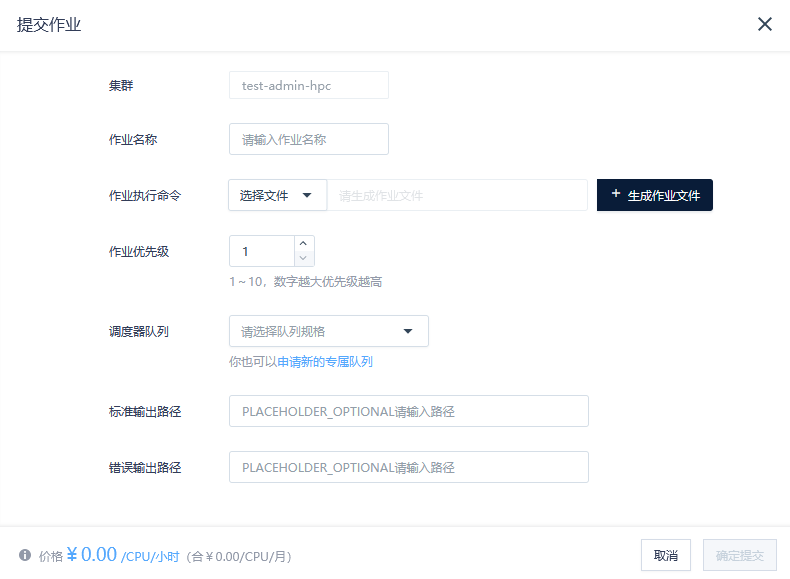 提交作业
集群 test-admin-hpc
作业名称 请输入作业名称
作业执行命令 选择文件 请生成作业文件 + 生成作业文件
作业优先级 1
1~10，数字越大优先级越高
调度器队列 请选择队列规格
你也可以申请新的专属队列
标准输出路径 PLACEHOLDER_OPTIONAL请输入路径
错误输出路径 PLACEHOLDER_OPTIONAL请输入路径
价格 ¥0.00 /CPU/小时（合￥0.00/CPU/月） 取消 确定提交